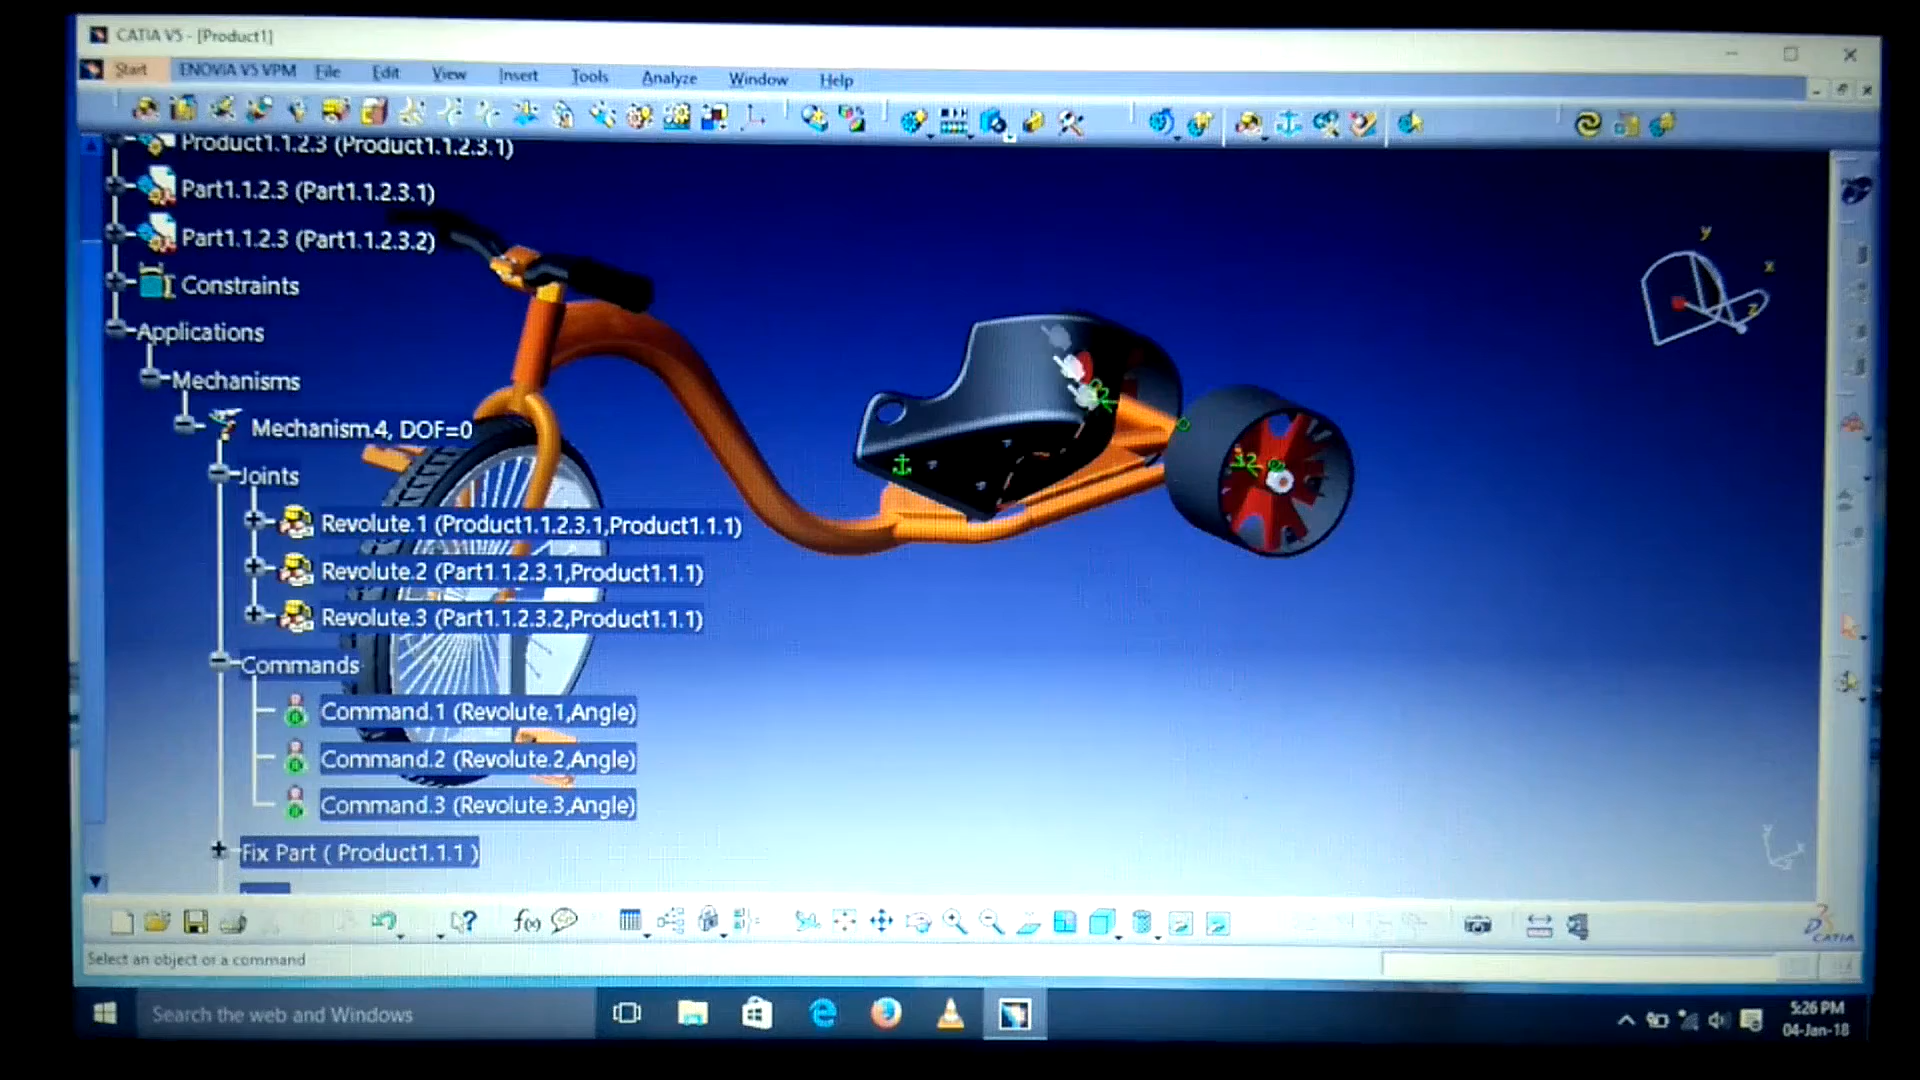 CATIA V5 - [Product1]
Start ENOVIA V5 VPM File Edit View Insert Tools Analyze Window Help
Product1.1.2.3 (Product1.1.2.3.1)
Part1.1.2.3 (Part1.1.2.3.1)
Part1.1.2.3 (Part1.1.2.3.2)
Constraints
Applications
Mechanisms
Mechanism.4, DOF=0
Joints
Revolute.1 (Product1.1.2.3.1,Product1.1.1)
Revolute.2 (Part1.1.2.3.1,Product1.1.1)
Revolute.3 (Part1.1.2.3.2,Product1.1.1)
Commands
Command.1 (Revolute.1,Angle)
Command.2 (Revolute.2,Angle)
Command.3 (Revolute.3,Angle)
Fix Part ( Product1.1.1 )
y
x
z
f(x)
CATIA
Select an object or a command
Search the web and Windows
5:26 PM
04-Jan-18